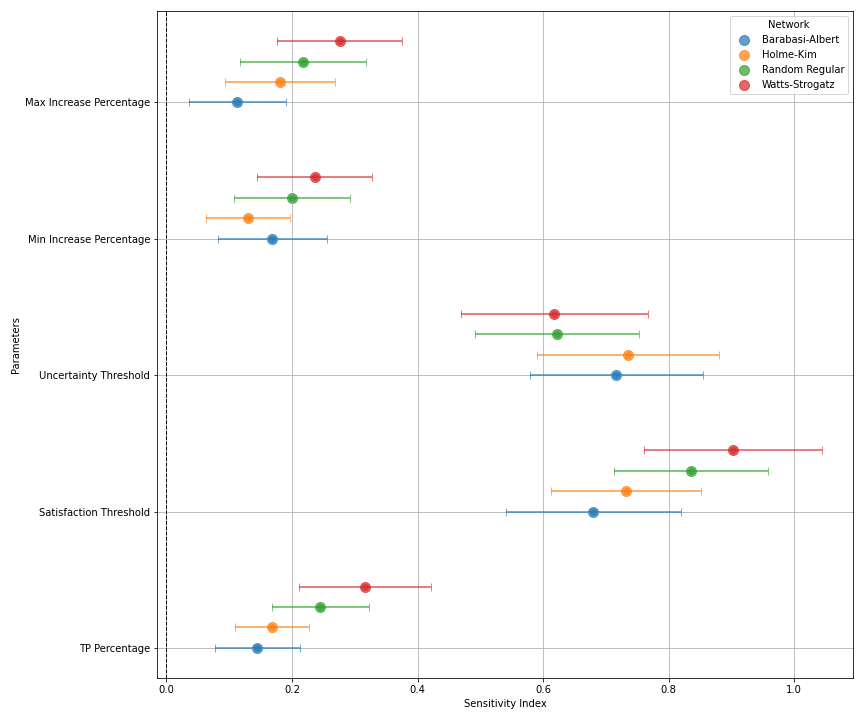 Network
Barabasi-Albert
Holme-Kim
Random Regular
Watts-Strogatz
Max Increase Percentage
Min Increase Percentage
Uncertainty Threshold
Satisfaction Threshold
TP Percentage
Parameters
0.0 0.2 0.4 0.6 0.8 1.0
Sensitivity Index